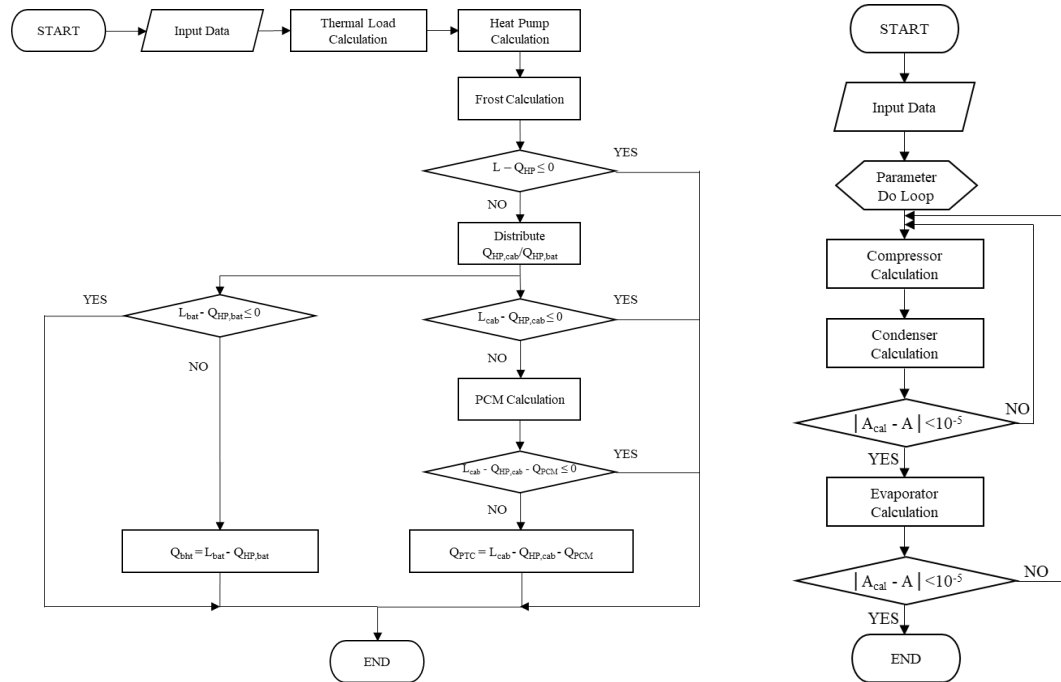 START
Input Data
Thermal Load
Calculation
Heat Pump
Calculation
Frost Calculation
L – Q_HP ≤ 0
YES
NO
Distribute
Q_HP,cab/Q_HP,bat
YES
L_bat - Q_HP,bat ≤ 0
NO
L_cab - Q_HP,cab ≤ 0
YES
NO
PCM Calculation
L_cab - Q_HP,cab - Q_PCM ≤ 0
YES
NO
Q_bht = L_bat - Q_HP,bat
Q_PTC = L_cab - Q_HP,cab - Q_PCM
END
START
Input Data
Parameter
Do Loop
Compressor
Calculation
Condenser
Calculation
|A_cal - A| <10^-5
NO
YES
Evaporator
Calculation
|A_cal - A| <10^-5
NO
YES
END